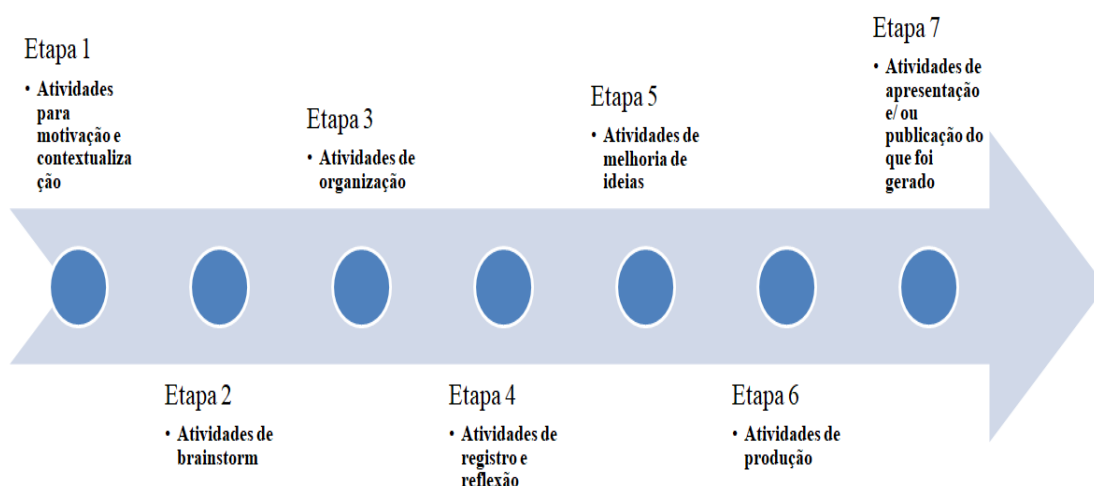 Etapa 1
• Atividades
para
motivação e
contextualiza
ção
Etapa 2
• Atividades de
brainstorm
Etapa 3
• Atividades de
organização
Etapa 4
• Atividades de
registro e
reflexão
Etapa 5
• Atividades de
melhoria de
ideias
Etapa 6
• Atividades de
produção
Etapa 7
• Atividades de
apresentação
e/ ou
publicação do
que foi
gerado